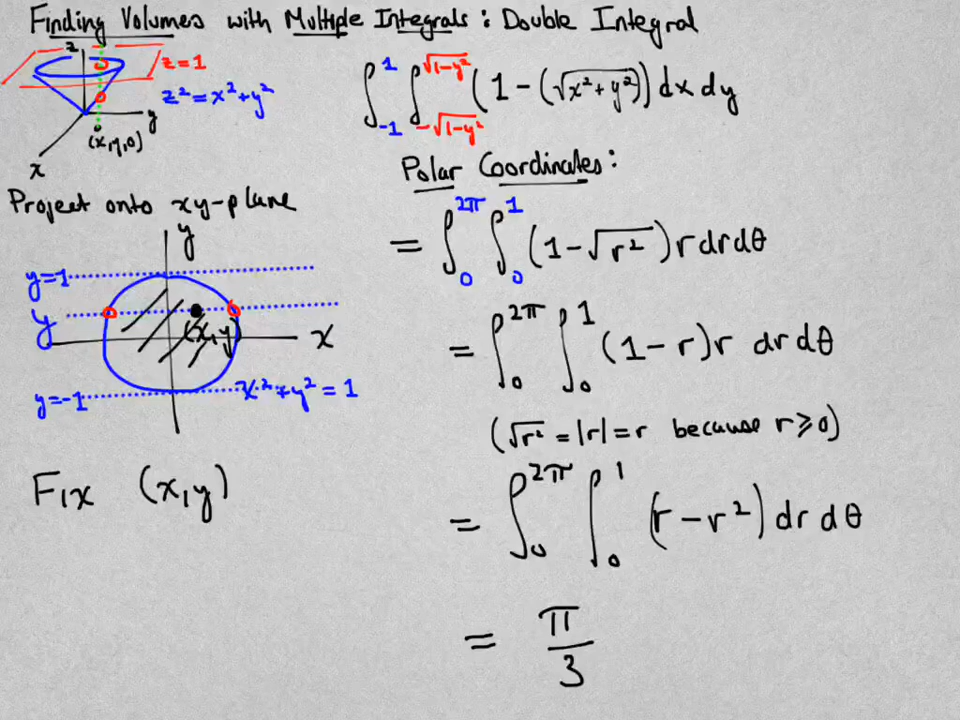 Finding Volumes with Multiple Integrals : Double Integral
z
z=1
z² = x² + y²
y
(x,y,0)
x
∫_{-1}^{1} ∫_{-√(1-y²)}^{√(1-y²)} (1 - (√(x²+y²)) dx dy
Project onto xy-plane
y
y=1
y
(x,y)
x
y=-1
x² + y² = 1
Fix (x,y)
Polar Coordinates:
= ∫_0^{2π} ∫_0^1 (1-√r²) r dr dθ
= ∫_0^{2π} ∫_0^1 (1-r) r dr dθ
(√r² = |r| = r because r ≥ 0)
= ∫_0^{2π} ∫_0^1 (r - r²) dr dθ
= π/3